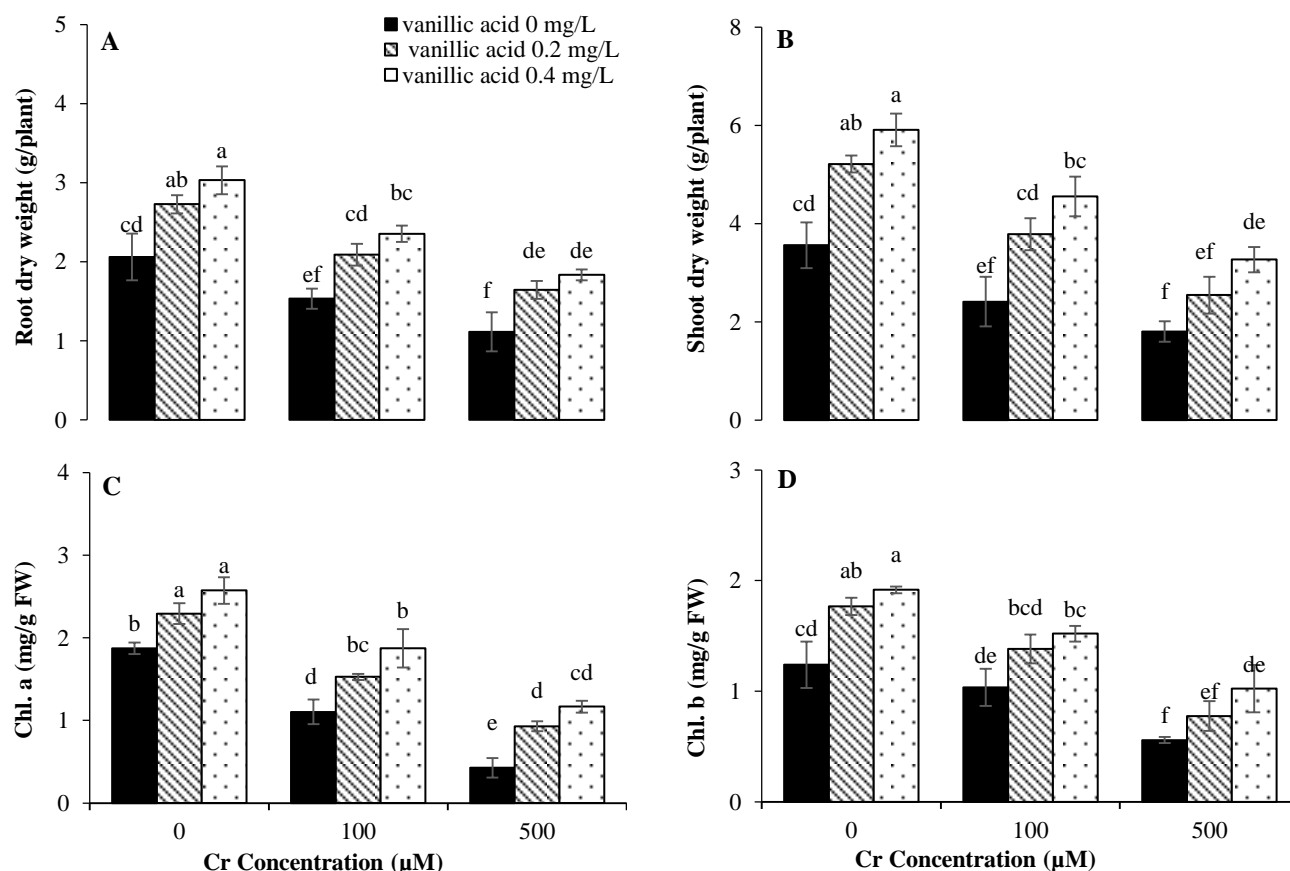 A
vanillic acid 0 mg/L
vanillic acid 0.2 mg/L
vanillic acid 0.4 mg/L
Root dry weight (g/plant)
5
4
3
2
1
0
cd
ab
a
ef
cd
bc
f
de
de
B
Shoot dry weight (g/plant)
8
6
4
2
0
cd
ab
a
ef
cd
bc
f
ef
de
C
Chl. a (mg/g FW)
4
3
2
1
0
b
a
a
d
bc
b
e
d
cd
0
100
500
Cr Concentration (µM)
D
Chl. b (mg/g FW)
3
2
1
0
cd
ab
a
de
bcd
bc
f
ef
de
0
100
500
Cr Concentration (µM)